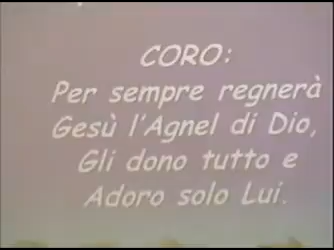 CORO:
Per sempre regnerà
Gesù l'Agnel di Dio,
Gli dono tutto e
Adoro solo Lui.